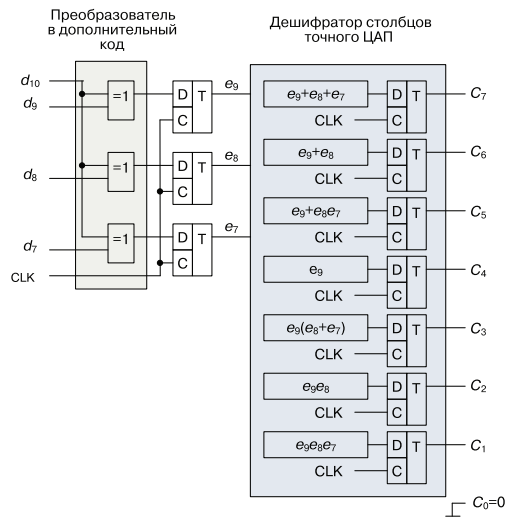 Преобразователь
в дополнительный
код
Дешифратор столбцов
точного ЦАП
d10
d9
=1
D T
C
e9
e9+e8+e7
D T
CLK
C
C7
d8
=1
D T
C
e8
e9+e8
D T
CLK
C
C6
d7
=1
D T
C
e7
e9+e8e7
D T
CLK
C
C5
CLK
e9
D T
CLK
C
C4
e9(e8+e7)
D T
CLK
C
C3
e9e8
D T
CLK
C
C2
e9e8e7
D T
CLK
C
C1
C0=0